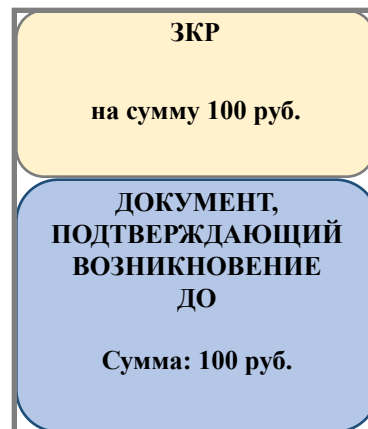 ЗКР
на сумму 100 руб.
ДОКУМЕНТ,
ПОДТВЕРЖДАЮЩИЙ
ВОЗНИКНОВЕНИЕ
ДО
Сумма: 100 руб.